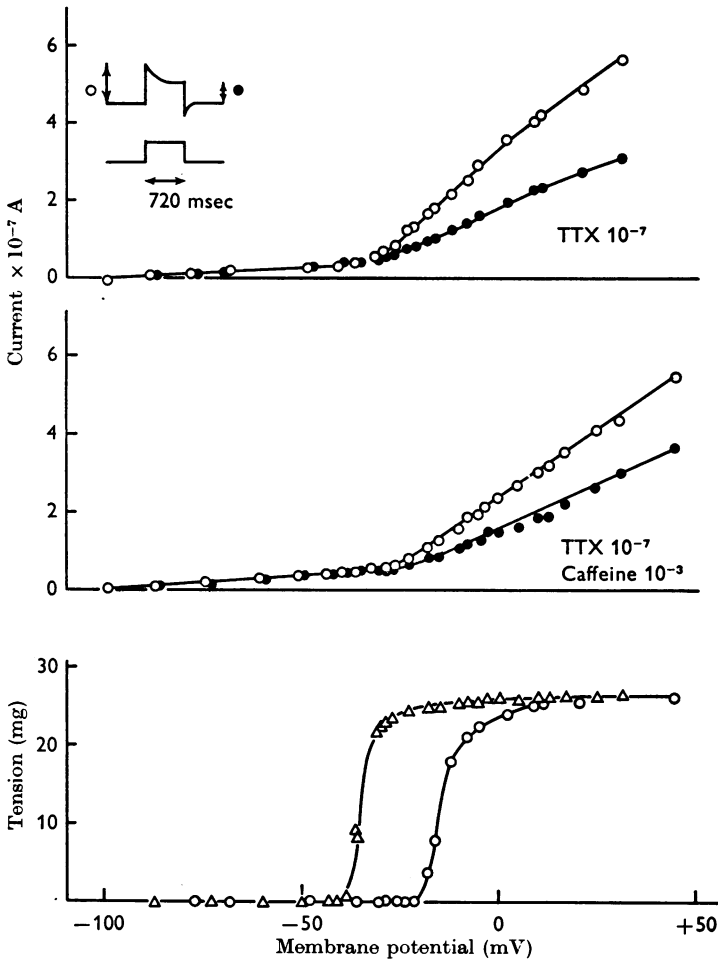 6
4
2
0
720 msec
TTX 10⁻⁷
Current × 10⁻⁷ A
6
4
2
0
TTX 10⁻⁷
Caffeine 10⁻³
30
20
10
Tension (mg)
−100
−50
0
+50
Membrane potential (mV)